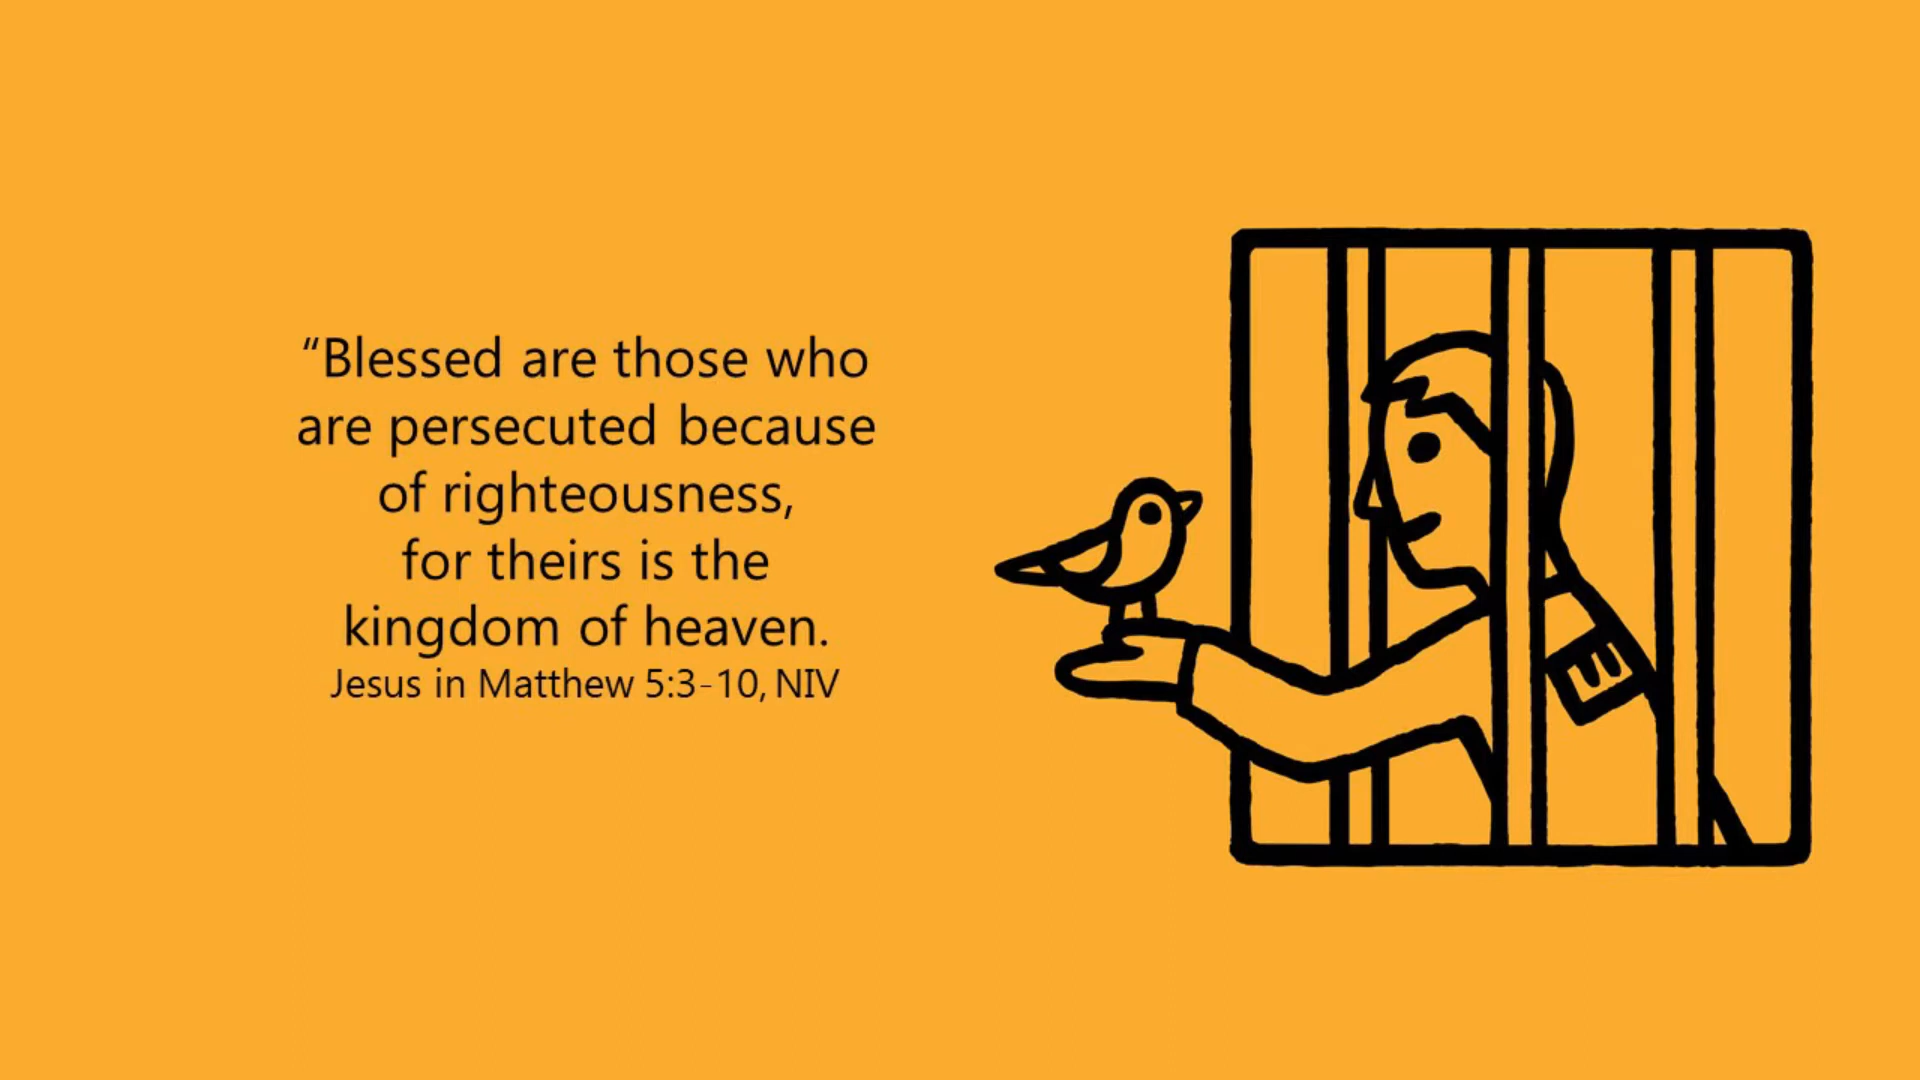 “Blessed are those who
are persecuted because
of righteousness,
for theirs is the
kingdom of heaven.
Jesus in Matthew 5:3-10, NIV